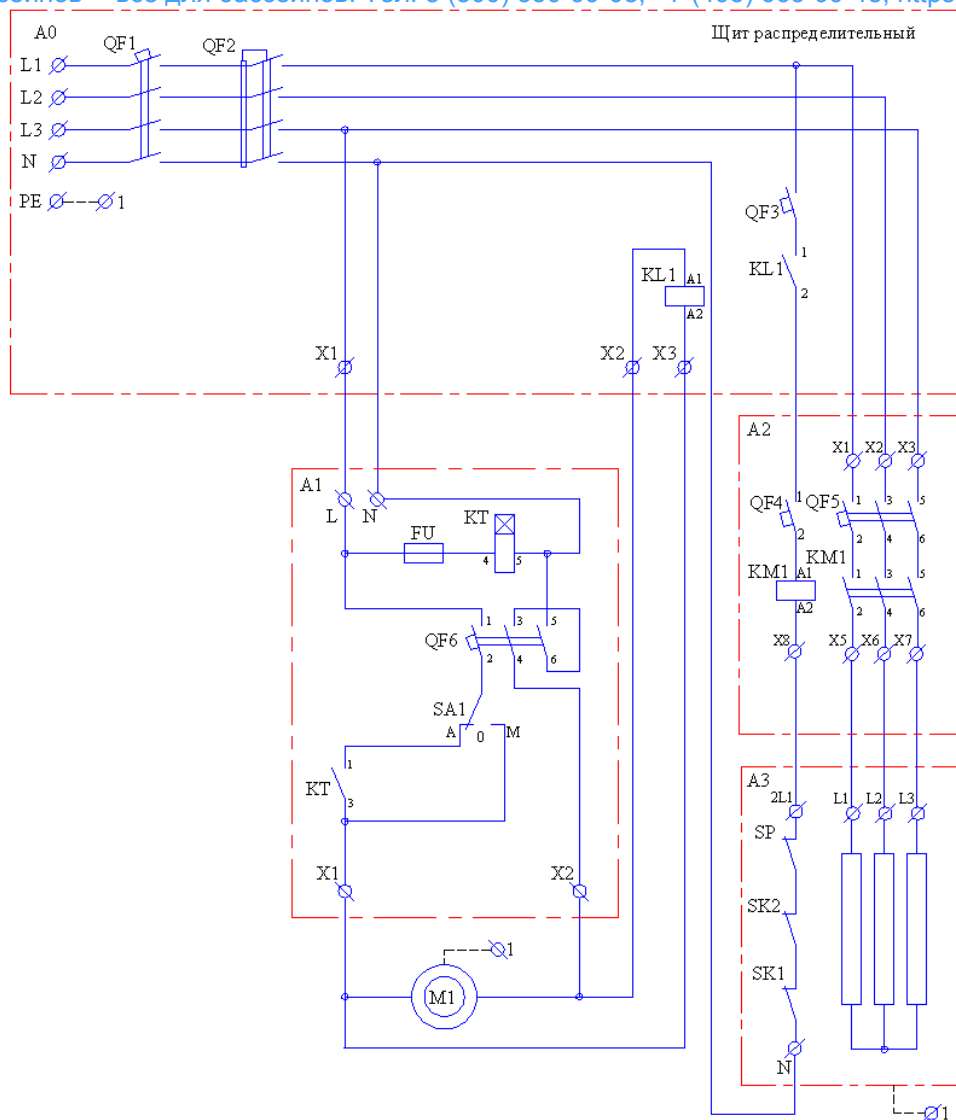 A0 QF1 QF2 Щит распределительный
L1
L2
L3
N
PE 1
QF3
KL1 1
2
KL1 A1
A2
X1 X2 X3
A2
X1 X2 X3
A1
L N
FU KT
4 5
QF4 1
2
QF5 1 3 5
2 4 6
KM1 A1
A2
KM1 1 3 5
2 4 6
QF6 1 3 5
2 4 6
X8 X5 X6 X7
SA1
A 0 M
KT 1
3
A3
2L1 L1 L2 L3
SP
X1 X2
SK2
1
M1
SK1
N
1